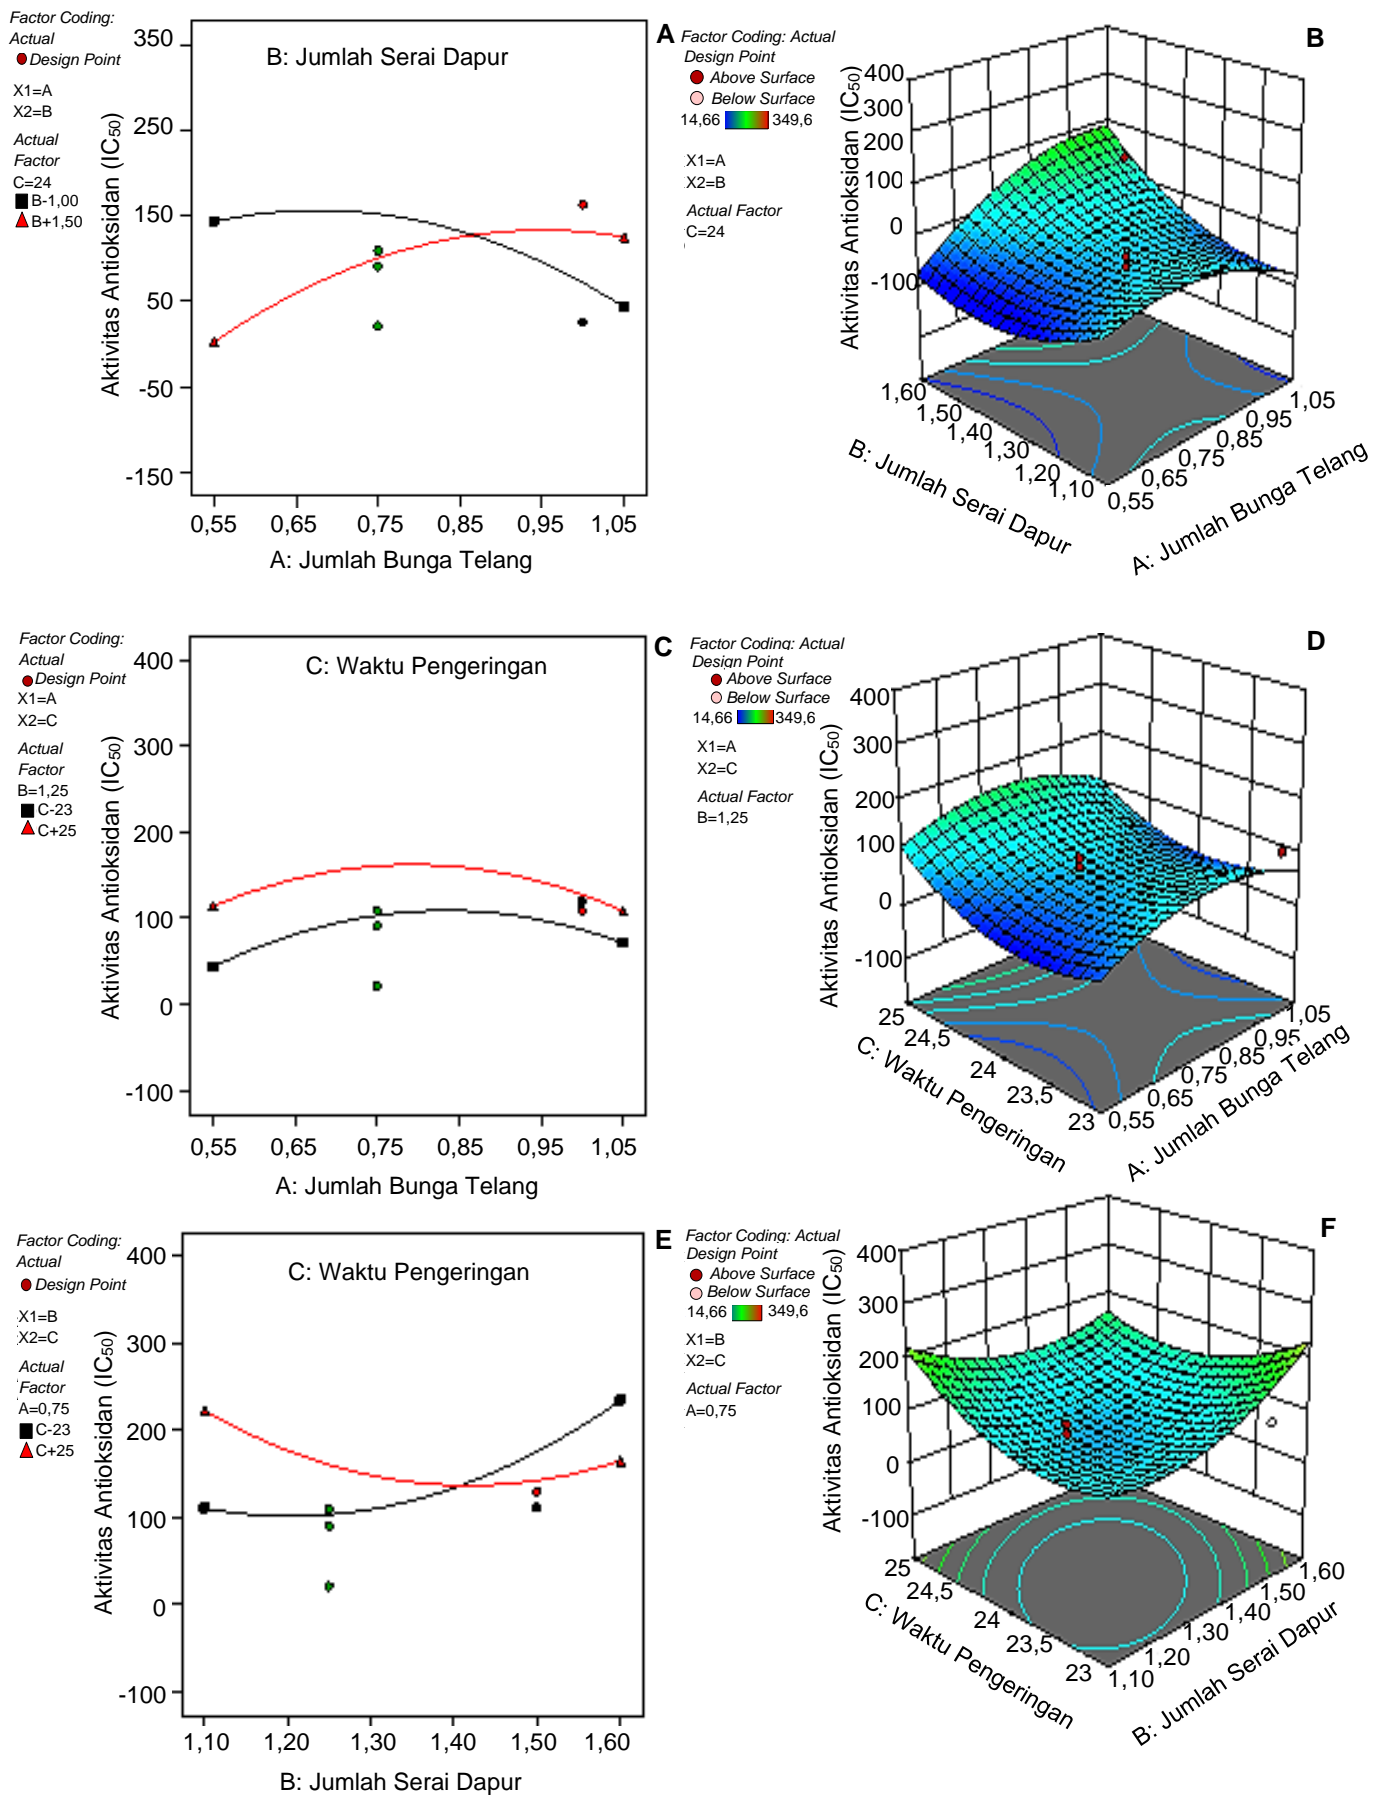 Factor Coding:
Actual
Design Point
X1=A
X2=B
Actual
Factor
C=24
B-1,00
B+1,50
Aktivitas Antioksidan (IC50)
350
250
150
50
-50
-150
B: Jumlah Serai Dapur
0,55 0,65 0,75 0,85 0,95 1,05
A: Jumlah Bunga Telang
A
Factor Coding: Actual
Design Point
Above Surface
Below Surface
14,66 349,6
X1=A
X2=B
Actual Factor
C=24
B
Aktivitas Antioksidan (IC50)
400
300
200
100
0
-100
1,60
1,50
1,40
1,30
1,20
1,10
B: Jumlah Serai Dapur
0,55
0,65
0,75
0,85
0,95
1,05
A: Jumlah Bunga Telang
Factor Coding:
Actual
Design Point
X1=A
X2=C
Actual
Factor
B=1,25
C-23
C+25
Aktivitas Antioksidan (IC50)
400
300
200
100
0
-100
C: Waktu Pengeringan
0,55 0,65 0,75 0,85 0,95 1,05
A: Jumlah Bunga Telang
C
Factor Coding: Actual
Design Point
Above Surface
Below Surface
14,66 349,6
X1=A
X2=C
Actual Factor
B=1,25
D
Aktivitas Antioksidan (IC50)
400
300
200
100
0
-100
25
24,5
24
23,5
23
C: Waktu Pengeringan
0,55
0,65
0,75
0,85
0,95
1,05
A: Jumlah Bunga Telang
Factor Coding:
Actual
Design Point
X1=B
X2=C
Actual
Factor
A=0,75
C-23
C+25
Aktivitas Antioksidan (IC50)
400
300
200
100
0
-100
C: Waktu Pengeringan
1,10 1,20 1,30 1,40 1,50 1,60
B: Jumlah Serai Dapur
E
Factor Coding: Actual
Design Point
Above Surface
Below Surface
14,66 349,6
X1=B
X2=C
Actual Factor
A=0,75
F
Aktivitas Antioksidan (IC50)
400
300
200
100
0
-100
25
24,5
24
23,5
23
C: Waktu Pengeringan
1,10
1,20
1,30
1,40
1,50
1,60
B: Jumlah Serai Dapur